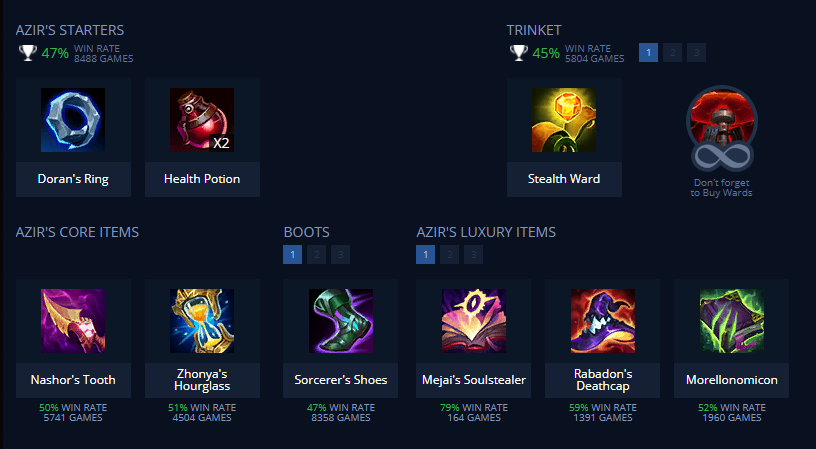 AZIR'S STARTERS
47% WIN RATE
8488 GAMES
TRINKET
45% WIN RATE
5804 GAMES
1 2 3
X2
Doran's Ring
Health Potion
Stealth Ward
Don't forget
to Buy Wards
AZIR'S CORE ITEMS
BOOTS
1 2 3
AZIR'S LUXURY ITEMS
1 2 3
Nashor's Tooth
50% WIN RATE
5741 GAMES
Zhonya's
Hourglass
51% WIN RATE
4504 GAMES
Sorcerer's Shoes
47% WIN RATE
8358 GAMES
Mejai's Soulstealer
79% WIN RATE
164 GAMES
Rabadon's
Deathcap
59% WIN RATE
1391 GAMES
Morellonomicon
52% WIN RATE
1960 GAMES